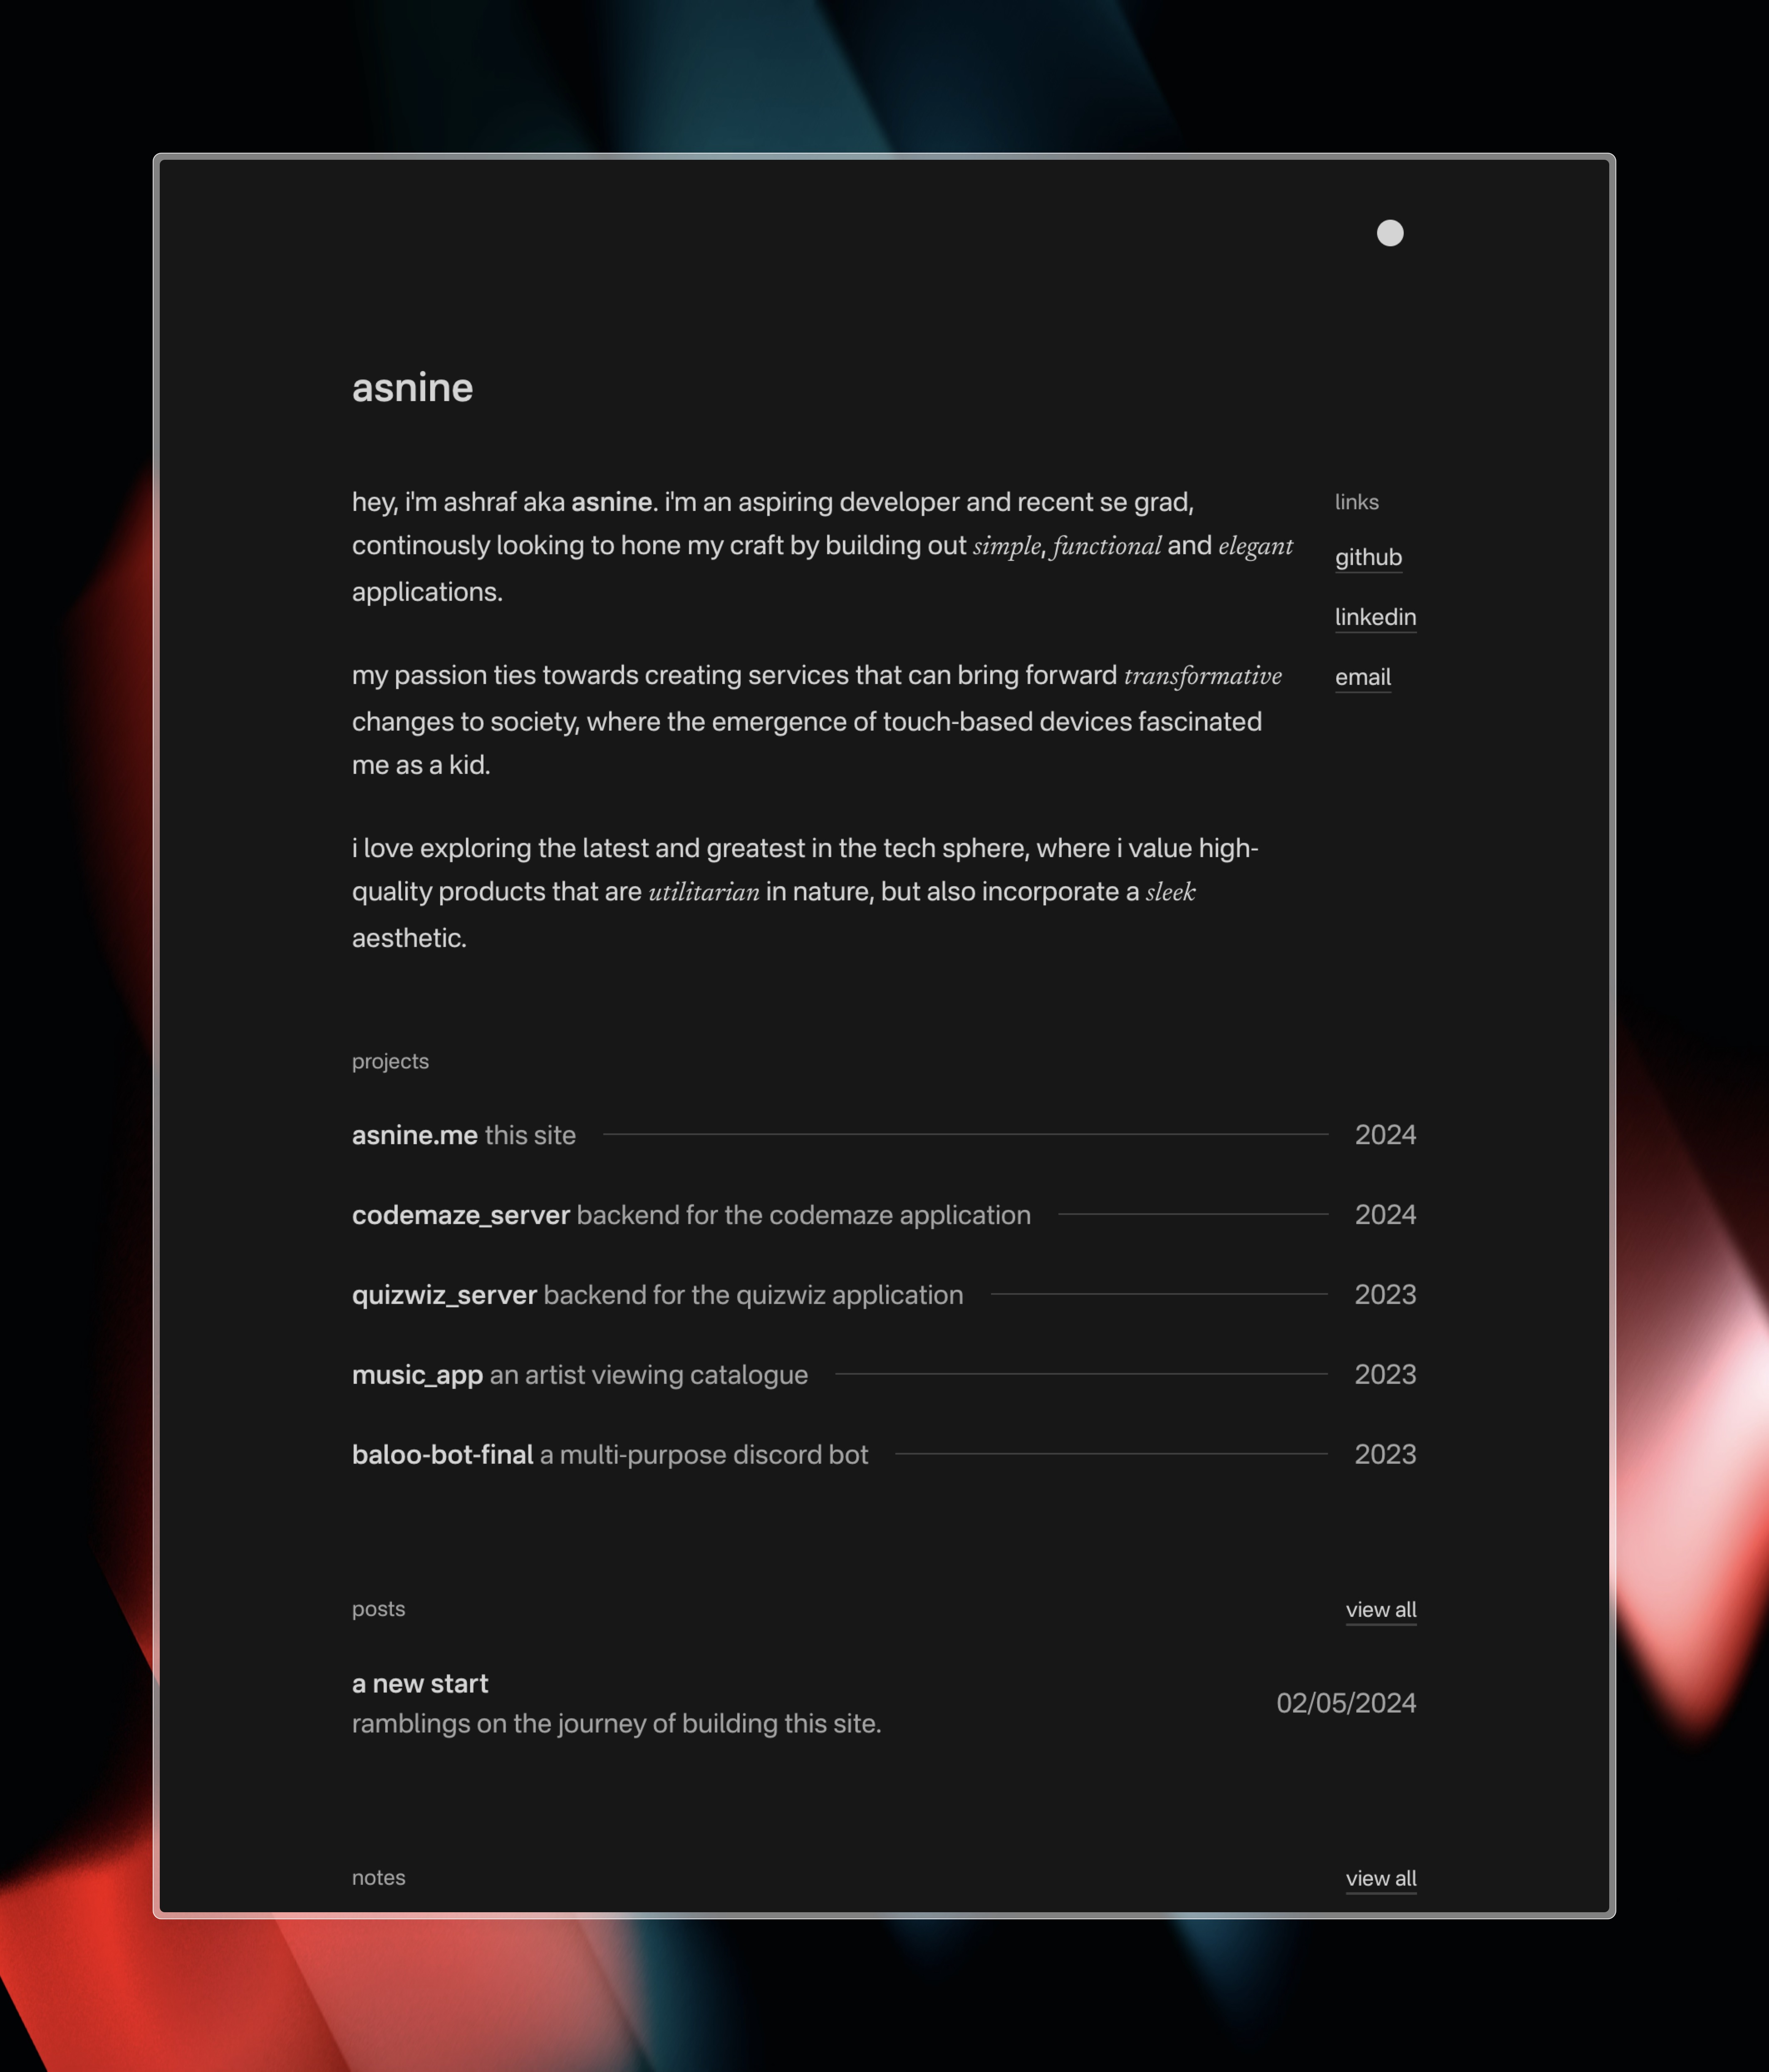 asnine
hey, i'm ashraf aka asnine. i'm an aspiring developer and recent se grad,
continously looking to hone my craft by building out simple, functional and elegant
applications.
my passion ties towards creating services that can bring forward transformative
changes to society, where the emergence of touch-based devices fascinated
me as a kid.
i love exploring the latest and greatest in the tech sphere, where i value high-
quality products that are utilitarian in nature, but also incorporate a sleek
aesthetic.
links
github
linkedin
email
projects
asnine.me this site 2024
codemaze_server backend for the codemaze application 2024
quizwiz_server backend for the quizwiz application 2023
music_app an artist viewing catalogue 2023
baloo-bot-final a multi-purpose discord bot 2023
posts view all
a new start
ramblings on the journey of building this site.
02/05/2024
notes view all